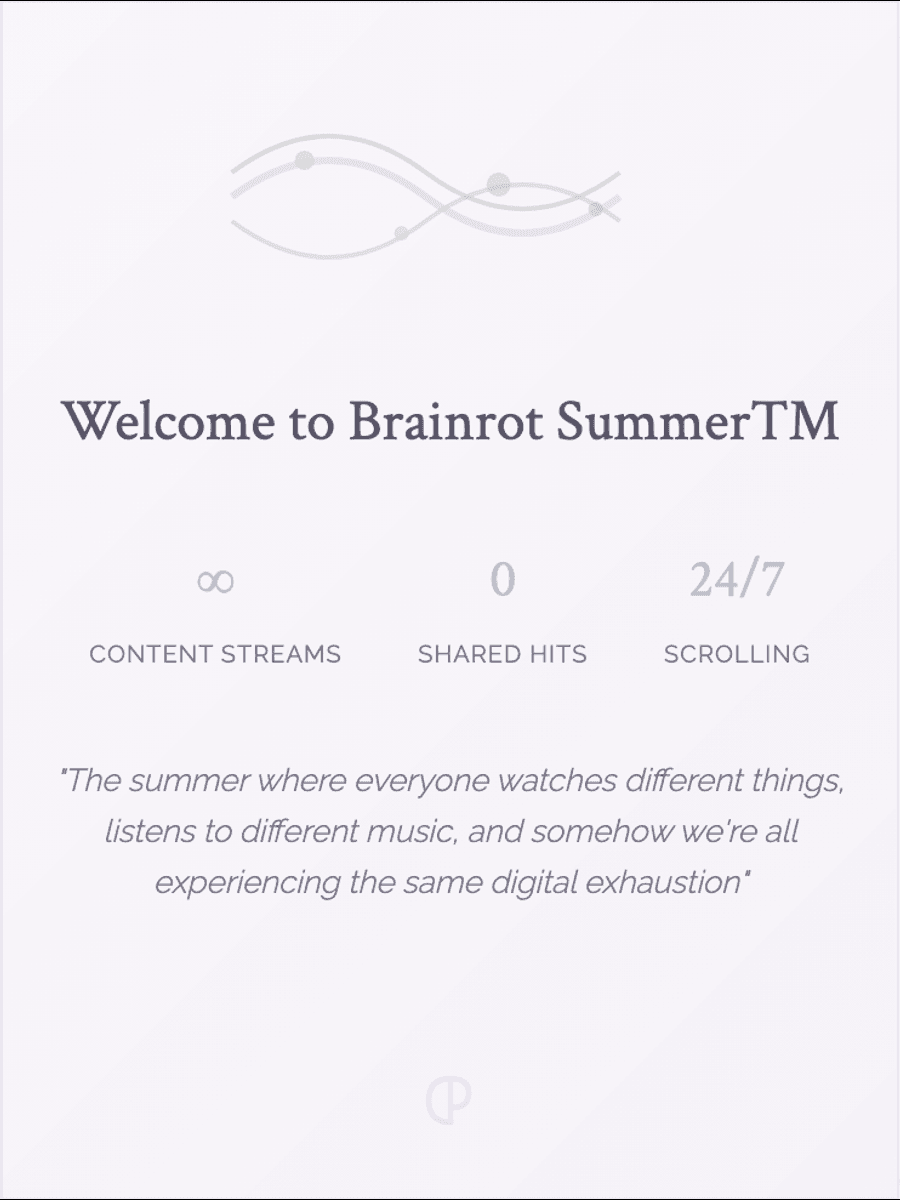 Welcome to Brainrot SummerTM
∞ 0 24/7
CONTENT STREAMS SHARED HITS SCROLLING
"The summer where everyone watches different things,
listens to different music, and somehow we're all
experiencing the same digital exhaustion"